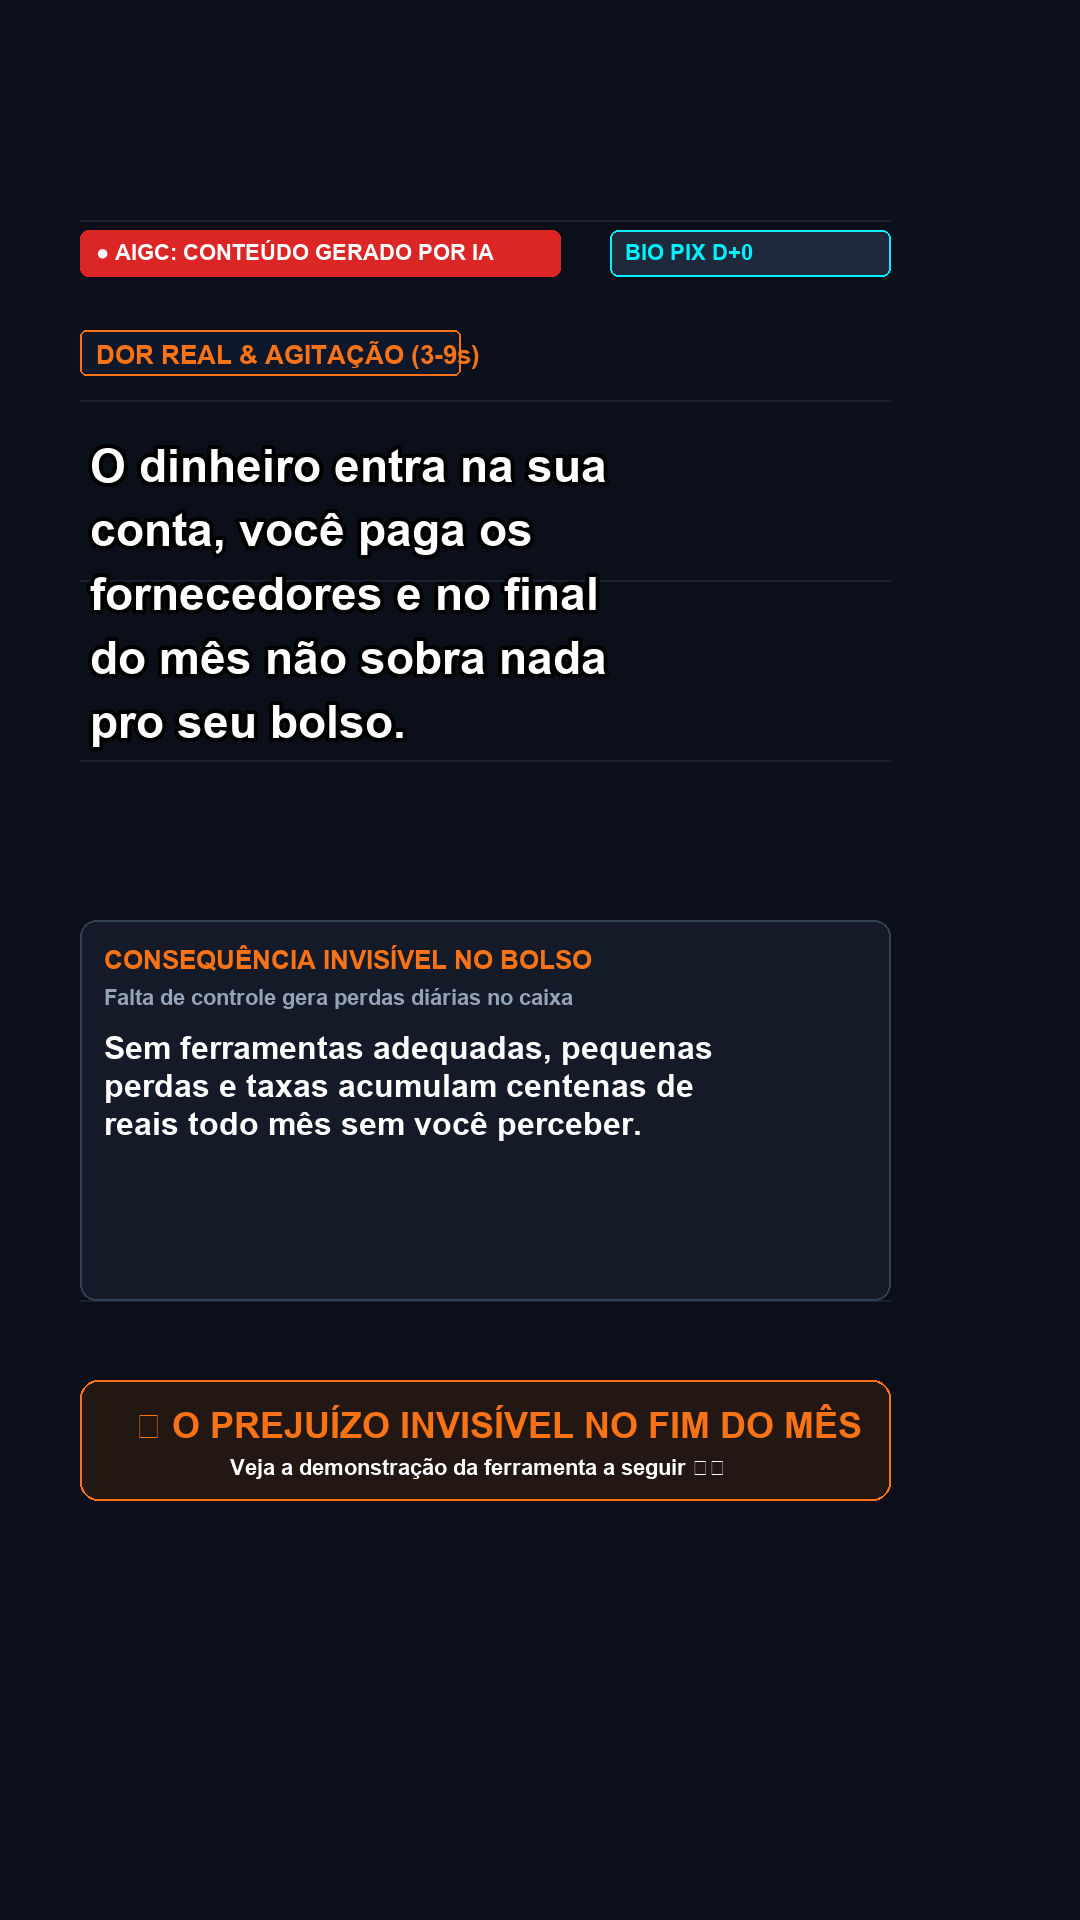 ● AIGC: CONTEÚDO GERADO POR IA
BIO PIX D+0
DOR REAL & AGITAÇÃO (3-9s)
O dinheiro entra na sua
conta, você paga os
fornecedores e no final
do mês não sobra nada
pro seu bolso.
CONSEQUÊNCIA INVISÍVEL NO BOLSO
Falta de controle gera perdas diárias no caixa
Sem ferramentas adequadas, pequenas
perdas e taxas acumulam centenas de
reais todo mês sem você perceber.
O PREJUÍZO INVISÍVEL NO FIM DO MÊS
Veja a demonstração da ferramenta a seguir